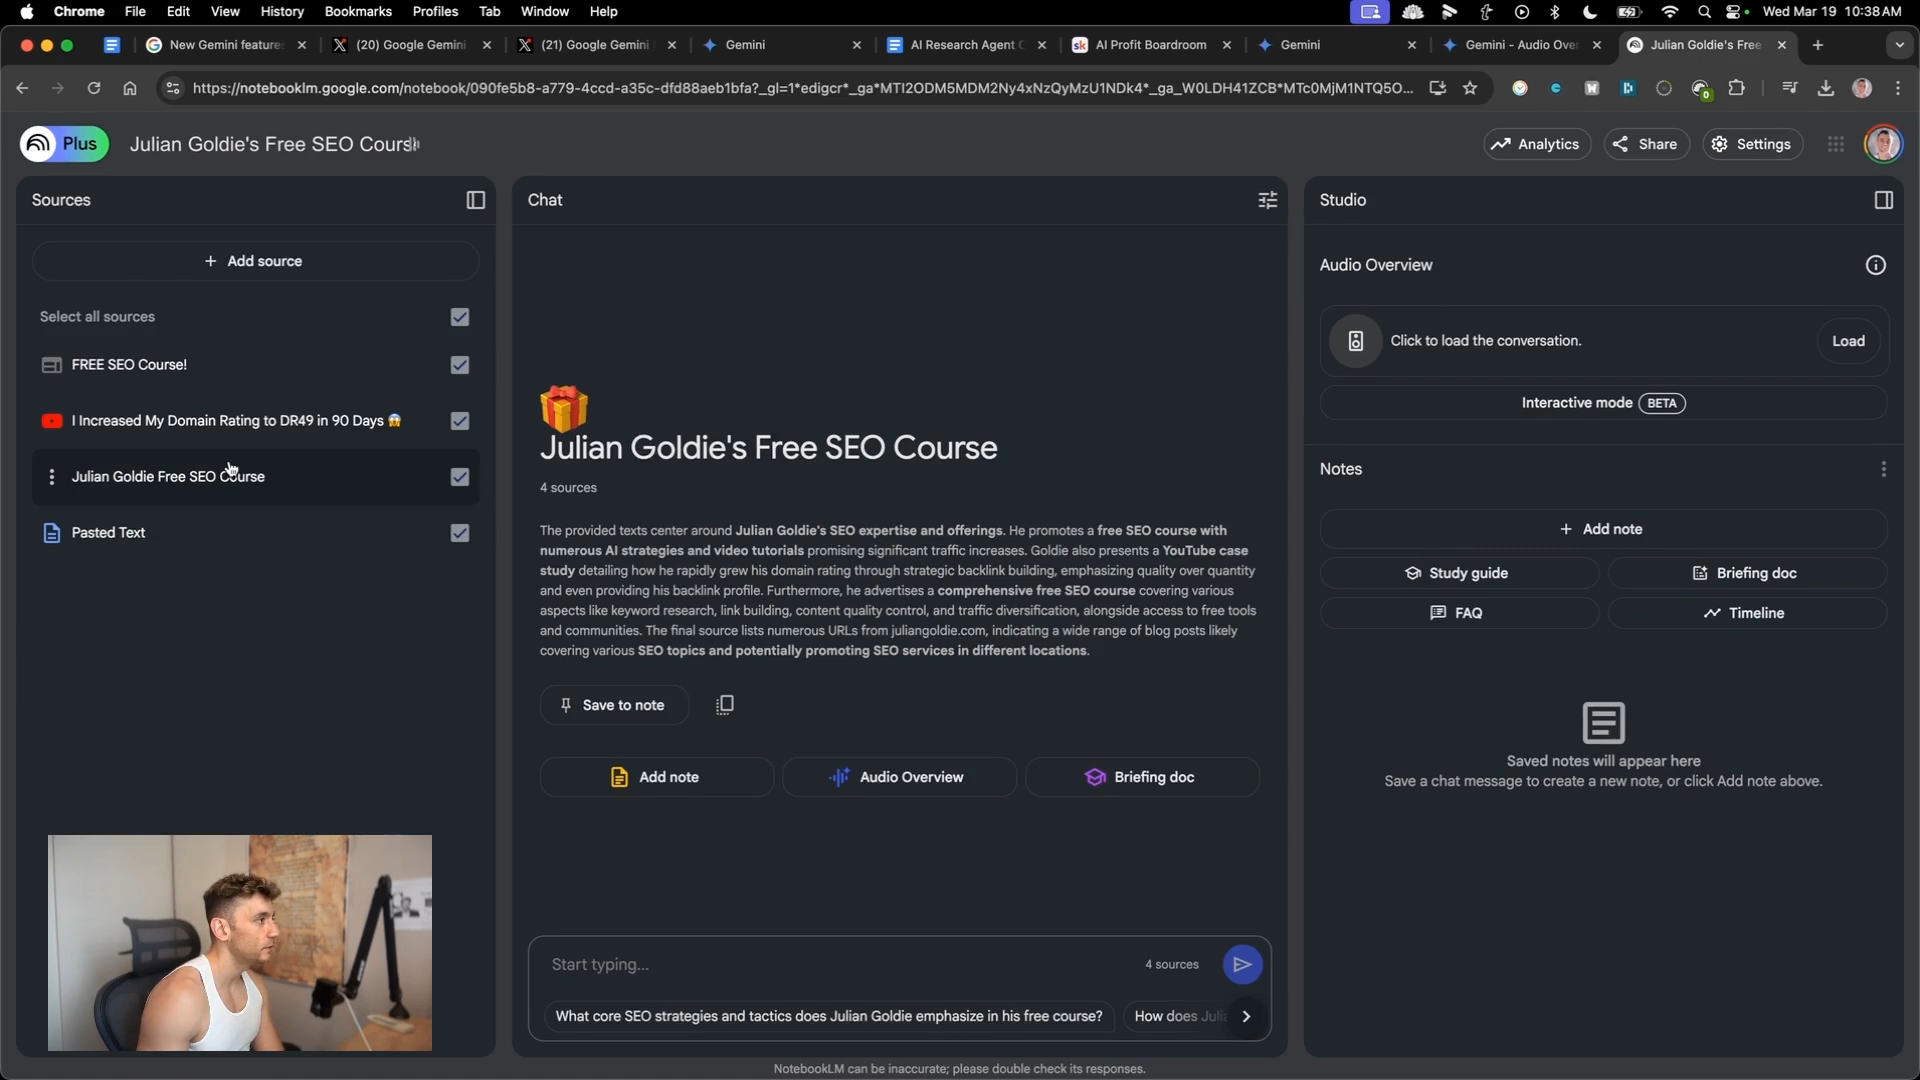 Chrome File Edit View History Bookmarks Profiles Tab Window Help Wed Mar 19 10:38 AM
New Gemini feature (20) Google Gemini (21) Google Gemini Gemini AI Research Agent AI Profit Boardroom Gemini Gemini - Audio Over Julian Goldie's Free
https://notebooklm.google.com/notebook/090fe5b8-a779-4ccd-a35c-dfd88aeb1bfa?_gl=1*edigcr*_ga*MTI2ODM5MDM2Ny4xNzQyMzU1NDk4*_ga_W0LDH41ZCB*MTc0MjM1NTQ5O...
Plus Julian Goldie's Free SEO Course Analytics Share Settings
Sources
+ Add source
Select all sources
FREE SEO Course!
I Increased My Domain Rating to DR49 in 90 Days 😱
Julian Goldie Free SEO Course
Pasted Text
Chat
Julian Goldie's Free SEO Course
4 sources
The provided texts center around Julian Goldie's SEO expertise and offerings. He promotes a free SEO course with
numerous AI strategies and video tutorials promising significant traffic increases. Goldie also presents a YouTube case
study detailing how he rapidly grew his domain rating through strategic backlink building, emphasizing quality over quantity
and even providing his backlink profile. Furthermore, he advertises a comprehensive free SEO course covering various
aspects like keyword research, link building, content quality control, and traffic diversification, alongside access to free tools
and communities. The final source lists numerous URLs from juliangoldie.com, indicating a wide range of blog posts likely
covering various SEO topics and potentially promoting SEO services in different locations.
Save to note
Add note Audio Overview Briefing doc
Start typing... 4 sources
What core SEO strategies and tactics does Julian Goldie emphasize in his free course? How does Julia
Studio
Audio Overview
Click to load the conversation. Load
Interactive mode BETA
Notes
+ Add note
Study guide Briefing doc
FAQ Timeline
Saved notes will appear here
Save a chat message to create a new note, or click Add note above.
NotebookLM can be inaccurate; please double check its responses.